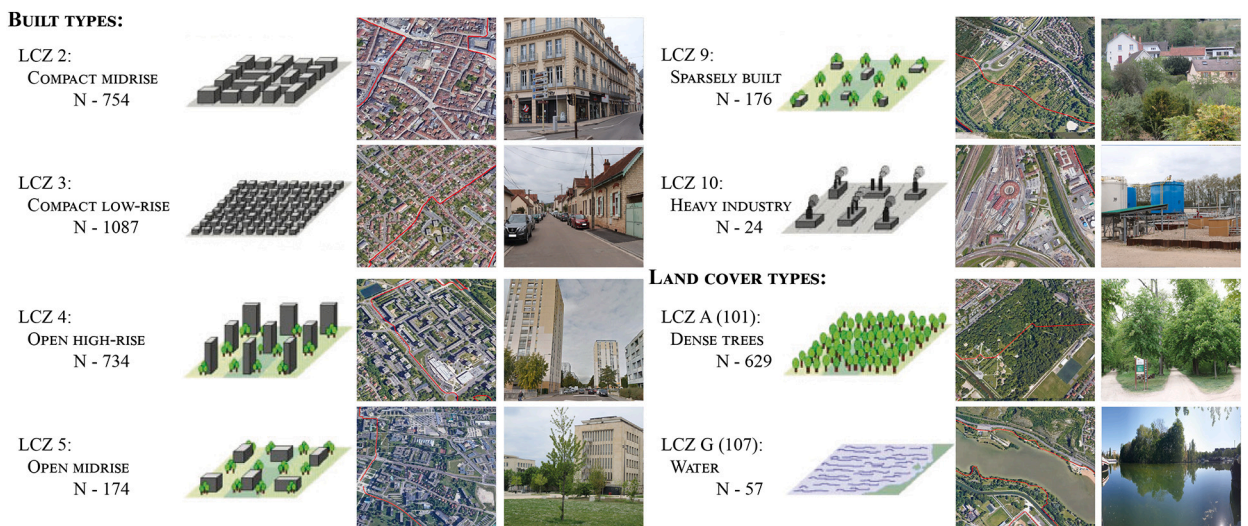 Built types:
LCZ 2:
Compact midrise
N - 754
LCZ 3:
Compact low-rise
N - 1087
LCZ 4:
Open high-rise
N - 734
LCZ 5:
Open midrise
N - 174
LCZ 9:
Sparsely built
N - 176
LCZ 10:
Heavy industry
N - 24
Land cover types:
LCZ A (101):
Dense trees
N - 629
LCZ G (107):
Water
N - 57